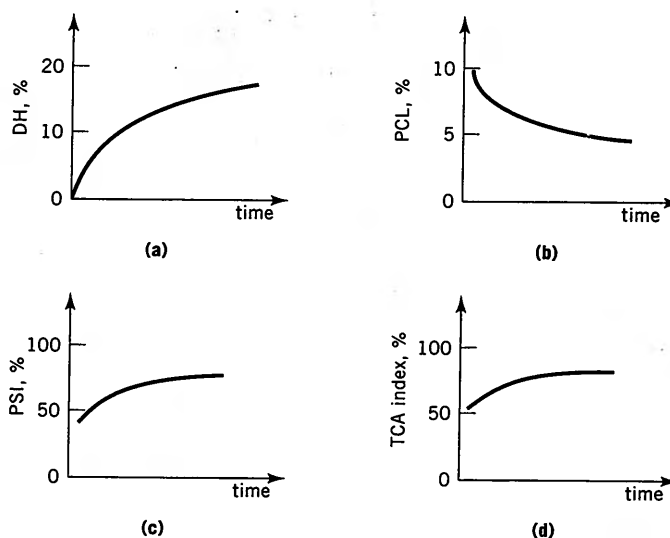 DH, %
20
10
0
time
(a)
PCL, %
10
5
0
time
(b)
PSI, %
100
50
0
time
(c)
TCA index, %
100
50
0
time
(d)